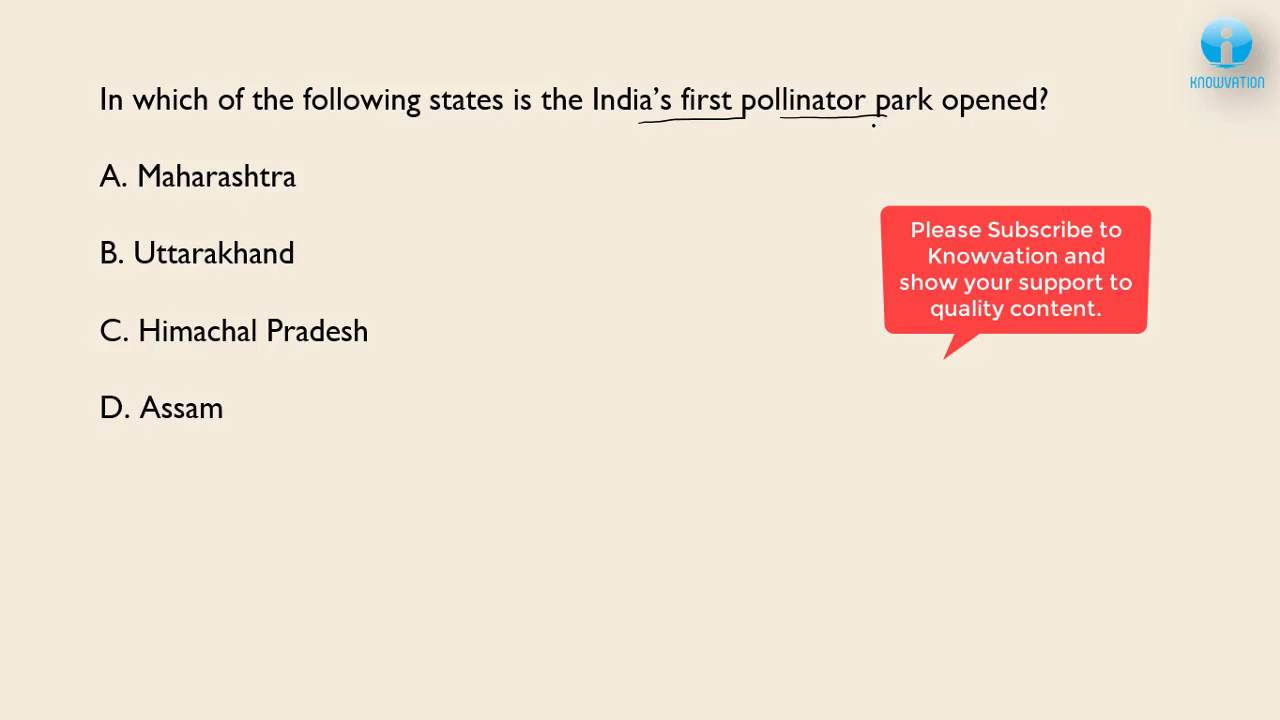 In which of the following states is the India’s first pollinator park opened?
A. Maharashtra
B. Uttarakhand
C. Himachal Pradesh
D. Assam
KNOWVATION
Please Subscribe to
Knowvation and
show your support to
quality content.